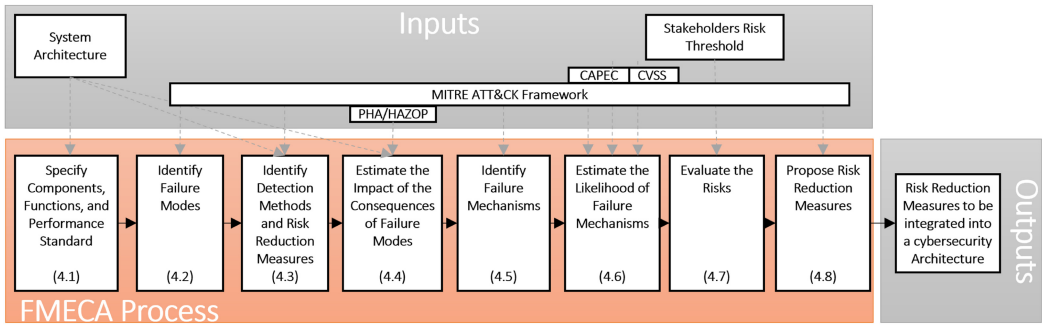 Inputs
System
Architecture
Stakeholders Risk
Threshold
CAPEC
CVSS
MITRE ATT&CK Framework
PHA/HAZOP
Specify
Components,
Functions, and
Performance
Standard
(4.1)
Identify
Failure
Modes
(4.2)
Identify
Detection
Methods
and Risk
Reduction
Measures
(4.3)
Estimate the
Impact of the
Consequences
of Failure
Modes
(4.4)
Identify
Failure
Mechanisms
(4.5)
Estimate the
Likelihood of
Failure
Mechanisms
(4.6)
Evaluate the
Risks
(4.7)
Propose Risk
Reduction
Measures
(4.8)
Risk Reduction
Measures to be
integrated into
a cybersecurity
Architecture
Outputs
FMECA Process